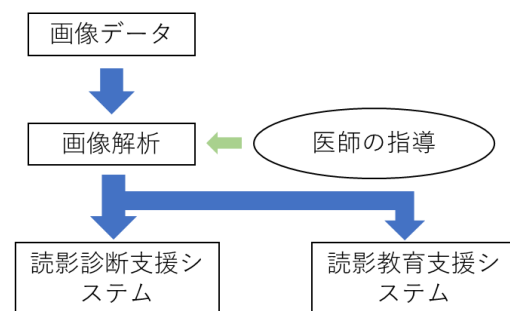 画像データ
画像解析
医師の指導
読影診断支援シ
ステム
読影教育支援シ
ステム